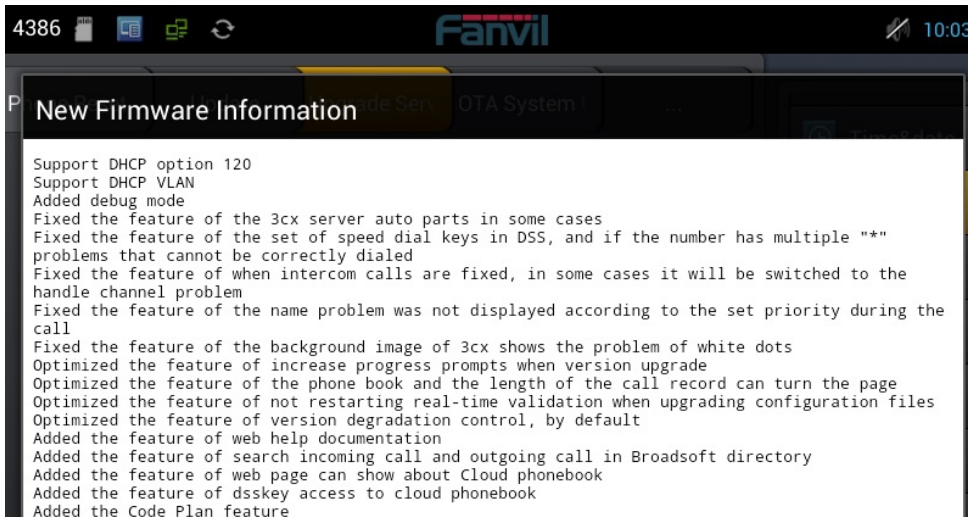 4386
Fanvil
10:03
Upgrade Serv OTA System U ...
Time&date
New Firmware Information
Support DHCP option 120
Support DHCP VLAN
Added debug mode
Fixed the feature of the 3cx server auto parts in some cases
Fixed the feature of the set of speed dial keys in DSS, and if the number has multiple "*"
problems that cannot be correctly dialed
Fixed the feature of when intercom calls are fixed, in some cases it will be switched to the
handle channel problem
Fixed the feature of the name problem was not displayed according to the set priority during the
call
Fixed the feature of the background image of 3cx shows the problem of white dots
Optimized the feature of increase progress prompts when version upgrade
Optimized the feature of the phone book and the length of the call record can turn the page
Optimized the feature of not restarting real-time validation when upgrading configuration files
Optimized the feature of version degradation control, by default
Added the feature of web help documentation
Added the feature of search incoming call and outgoing call in Broadsoft directory
Added the feature of web page can show about Cloud phonebook
Added the feature of dsskey access to cloud phonebook
Added the Code Plan feature